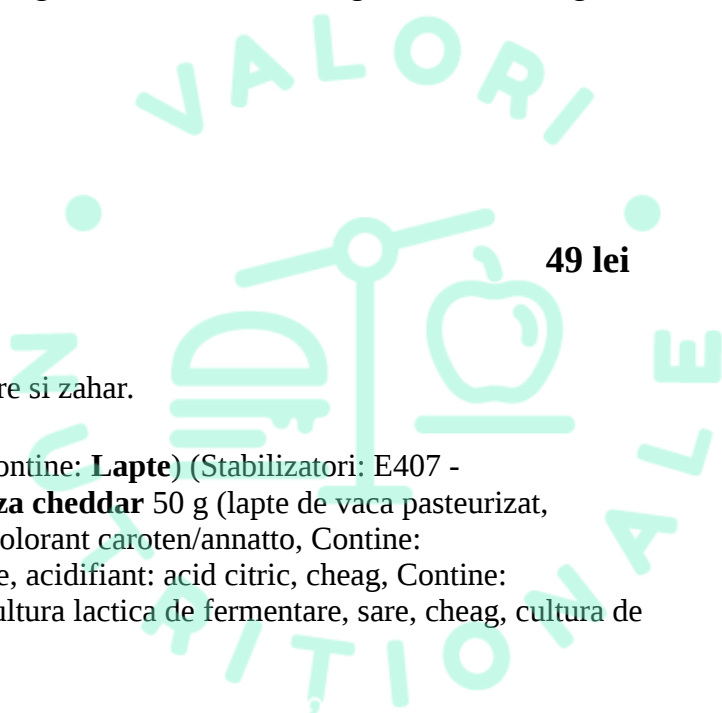 VALORI
49 lei
NUTRITIONALE
re si zahar.
ontine: Lapte) (Stabilizatori: E407 -
za cheddar 50 g (lapte de vaca pasteurizat,
olorant caroten/annatto, Contine:
e, acidifiant: acid citric, cheag, Contine:
ultura lactica de fermentare, sare, cheag, cultura de